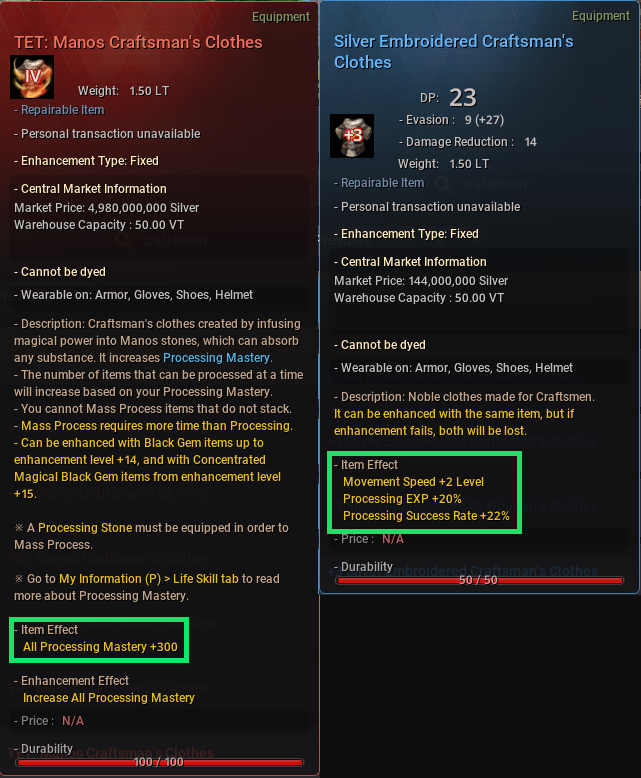 Equipment
TET: Manos Craftsman's Clothes
IV
Weight: 1.50 LT
- Repairable Item
- Personal transaction unavailable
- Enhancement Type: Fixed
- Central Market Information
Market Price: 4,980,000,000 Silver
Warehouse Capacity : 50.00 VT
craftsman
- Cannot be dyed
- Wearable on: Armor, Gloves, Shoes, Helmet
- Description: Craftsman's clothes created by infusing
magical power into Manos stones, which can absorb
any substance. It increases Processing Mastery.
- The number of items that can be processed at a time
will increase based on your Processing Mastery.
- You cannot Mass Process items that do not stack.
- Mass Process requires more time than Processing.
- Can be enhanced with Black Gem items up to
enhancement level +14, and with Concentrated
Magical Black Gem items from enhancement level
+15.
※ A Processing Stone must be equipped in order to
Mass Process.
※ Go to My Information (P) > Life Skill tab to read
more about Processing Mastery.
- Item Effect
All Processing Mastery +300
- Enhancement Effect
Increase All Processing Mastery
- Price : N/A
- Durability
100 / 100
Equipment
Silver Embroidered Craftsman's
Clothes
+3
DP: 23
- Evasion : 9 (+27)
- Damage Reduction : 14
Weight: 1.50 LT
- Repairable Item
craftsman
- Personal transaction unavailable
- Enhancement Type: Fixed
- Central Market Information
Market Price: 144,000,000 Silver
Warehouse Capacity : 50.00 VT
- Cannot be dyed
- Wearable on: Armor, Gloves, Shoes, Helmet
- Description: Noble clothes made for Craftsmen.
It can be enhanced with the same item, but if
enhancement fails, both will be lost.
- Item Effect
Movement Speed +2 Level
Processing EXP +20%
Processing Success Rate +22%
- Price : N/A
- Durability
50 / 50